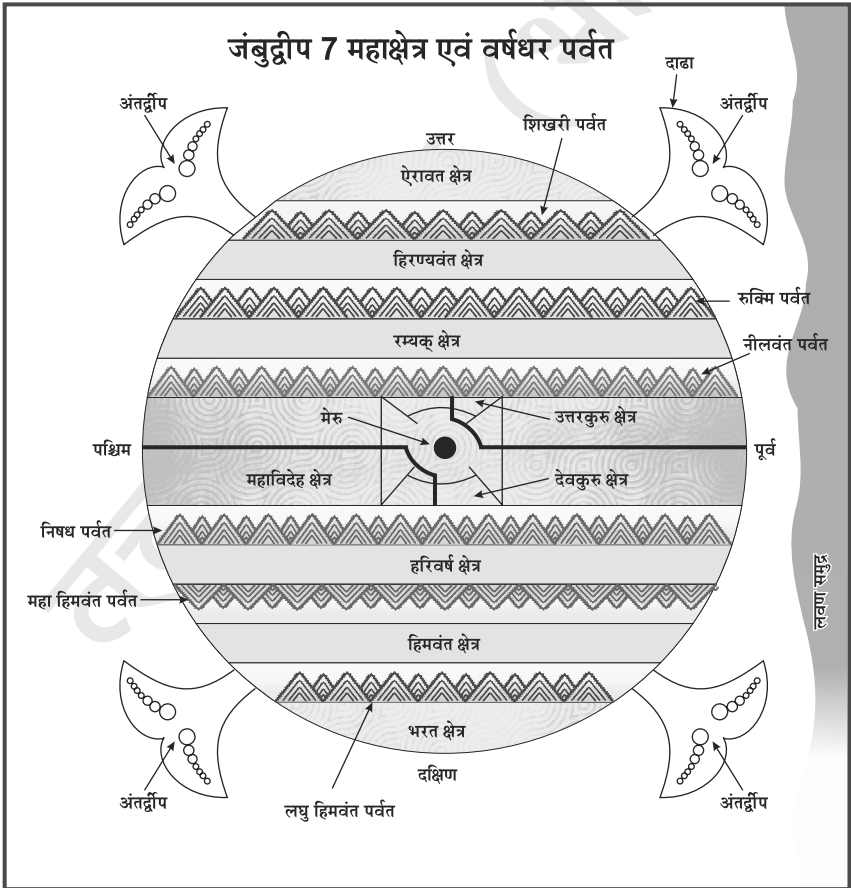 जंबुद्वीप 7 महाक्षेत्र एवं वर्षधर पर्वत
दाढा
अंतर्द्वीप
अंतर्द्वीप
शिखरी पर्वत
उत्तर
ऐरावत क्षेत्र
हिरण्यवंत क्षेत्र
रुक्मि पर्वत
रम्यक् क्षेत्र
नीलवंत पर्वत
मेरु
उत्तरकुरु क्षेत्र
पश्चिम
पूर्व
महाविदेह क्षेत्र
देवकुरु क्षेत्र
निषध पर्वत
हरिवर्ष क्षेत्र
महा हिमवंत पर्वत
लवण समुद्र
हिमवंत क्षेत्र
भरत क्षेत्र
दक्षिण
अंतर्द्वीप
अंतर्द्वीप
लघु हिमवंत पर्वत